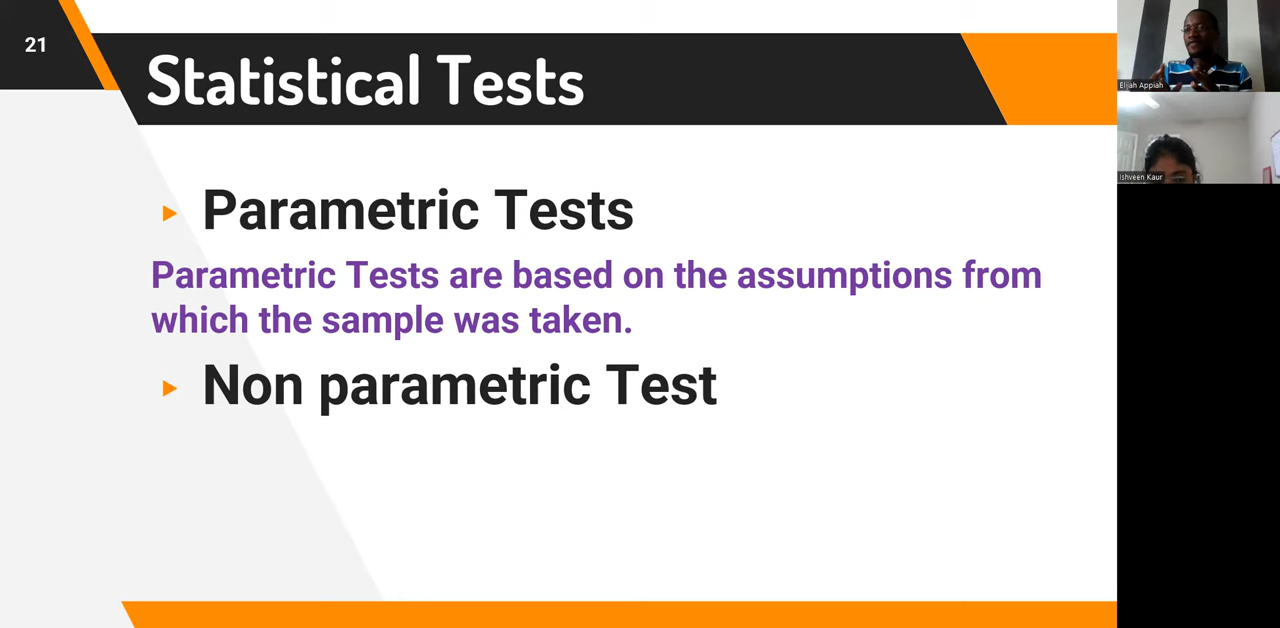 21
Statistical Tests
Parametric Tests
Parametric Tests are based on the assumptions from
which the sample was taken.
Non parametric Test
Elijah Appiah
Ishveen Kaur